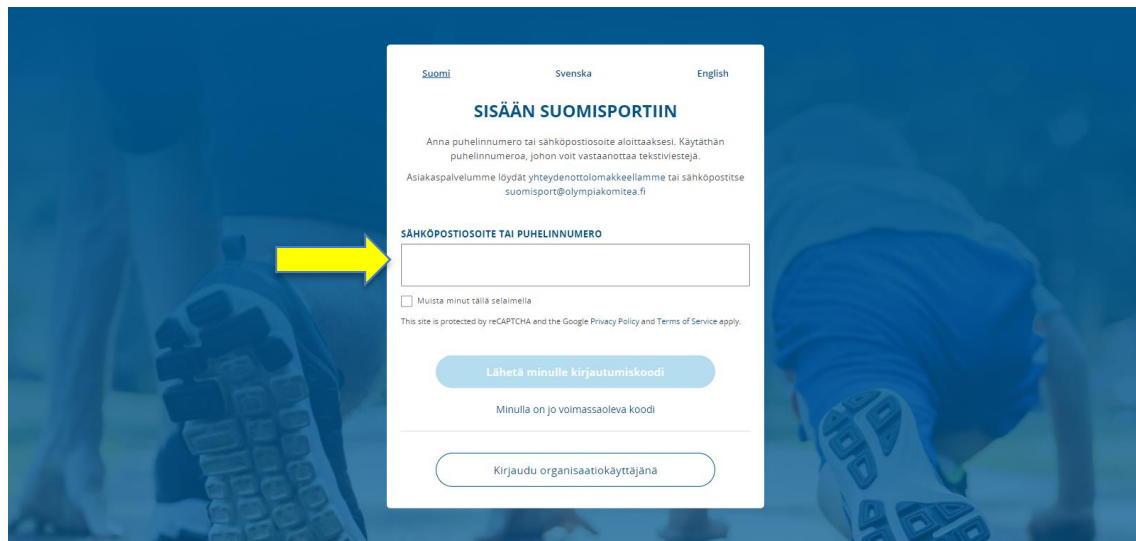 Suomi Svenska English
SISÄÄN SUOMISPORTIIN
Anna puhelinnumero tai sähköpostiosoite aloittaaksesi. Käytäthän
puhelinnumeroa, johon voit vastaanottaa tekstiviestejä.
Asiakaspalvelumme löydät yhteydenottolomakkeellamme tai sähköpostitse
suomisport@olympiakomitea.fi
SÄHKÖPOSTIOSOITE TAI PUHELINNUMERO
Muista minut tällä selaimella
This site is protected by reCAPTCHA and the Google Privacy Policy and Terms of Service apply.
Lähetä minulle kirjautumiskoodi
Minulla on jo voimassaoleva koodi
Kirjaudu organisaatiokäyttäjänä